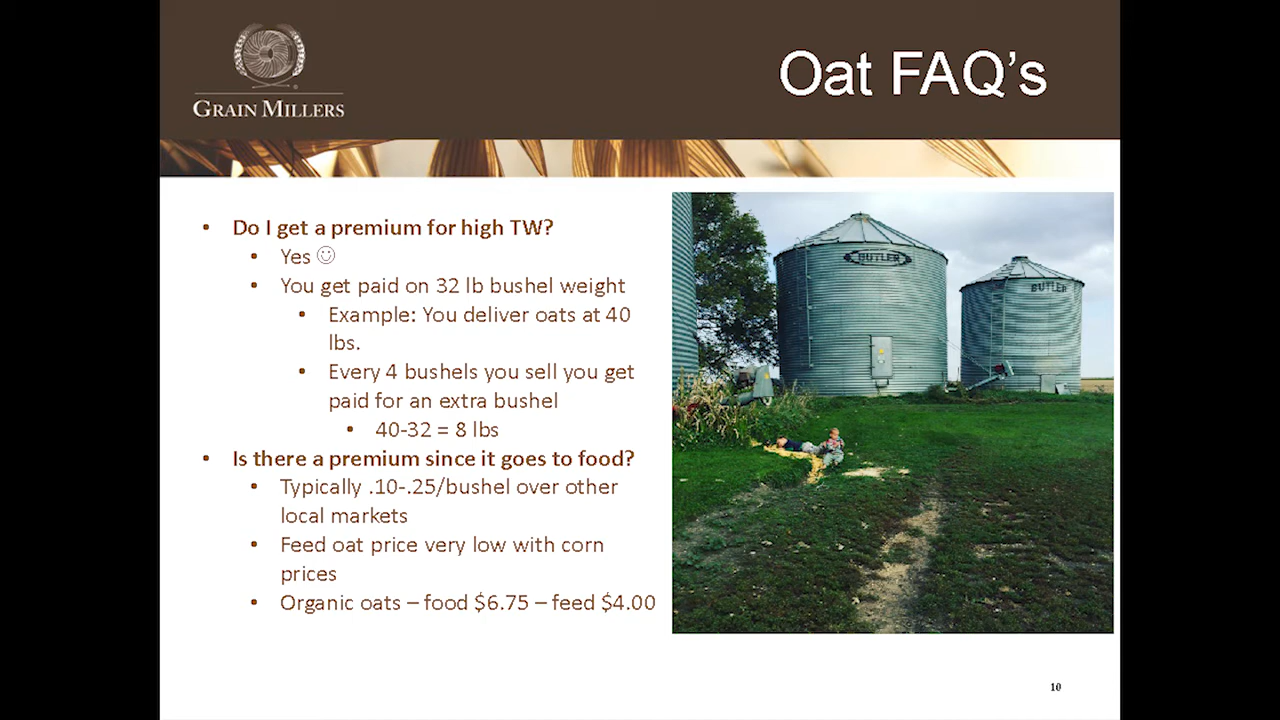 GRAIN MILLERS
Oat FAQ's
• Do I get a premium for high TW?
• Yes ☺
• You get paid on 32 lb bushel weight
• Example: You deliver oats at 40
lbs.
• Every 4 bushels you sell you get
paid for an extra bushel
• 40-32 = 8 lbs
• Is there a premium since it goes to food?
• Typically .10-.25/bushel over other
local markets
• Feed oat price very low with corn
prices
• Organic oats – food $6.75 – feed $4.00
BUTLER
BUTLER
10